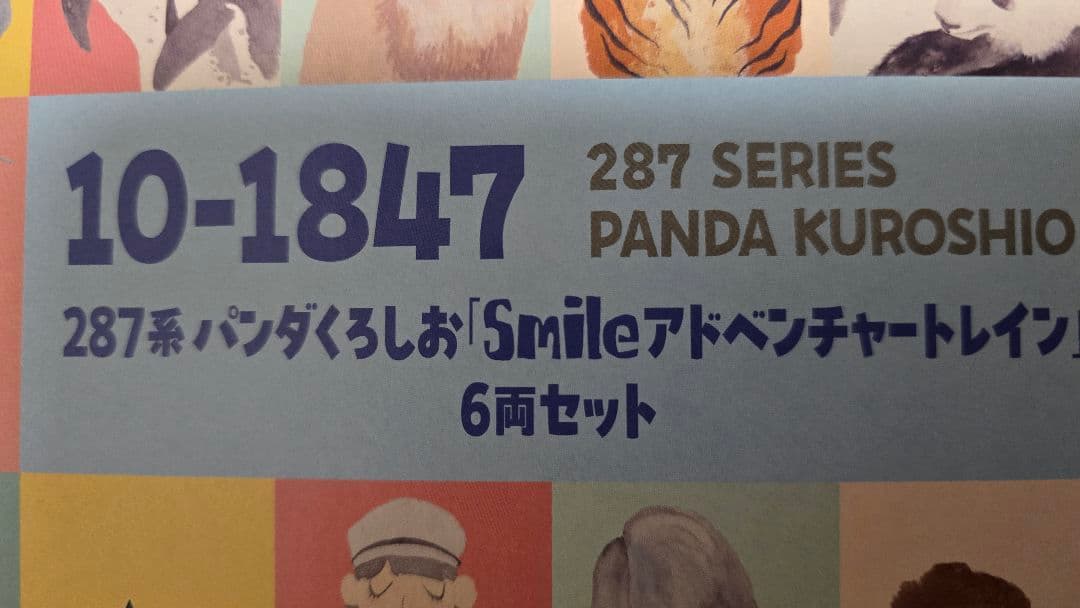 10-1847
287 SERIES
PANDA KUROSHIO
287系 パンダくろしお「Smileアドベンチャートレイン」
6両セット